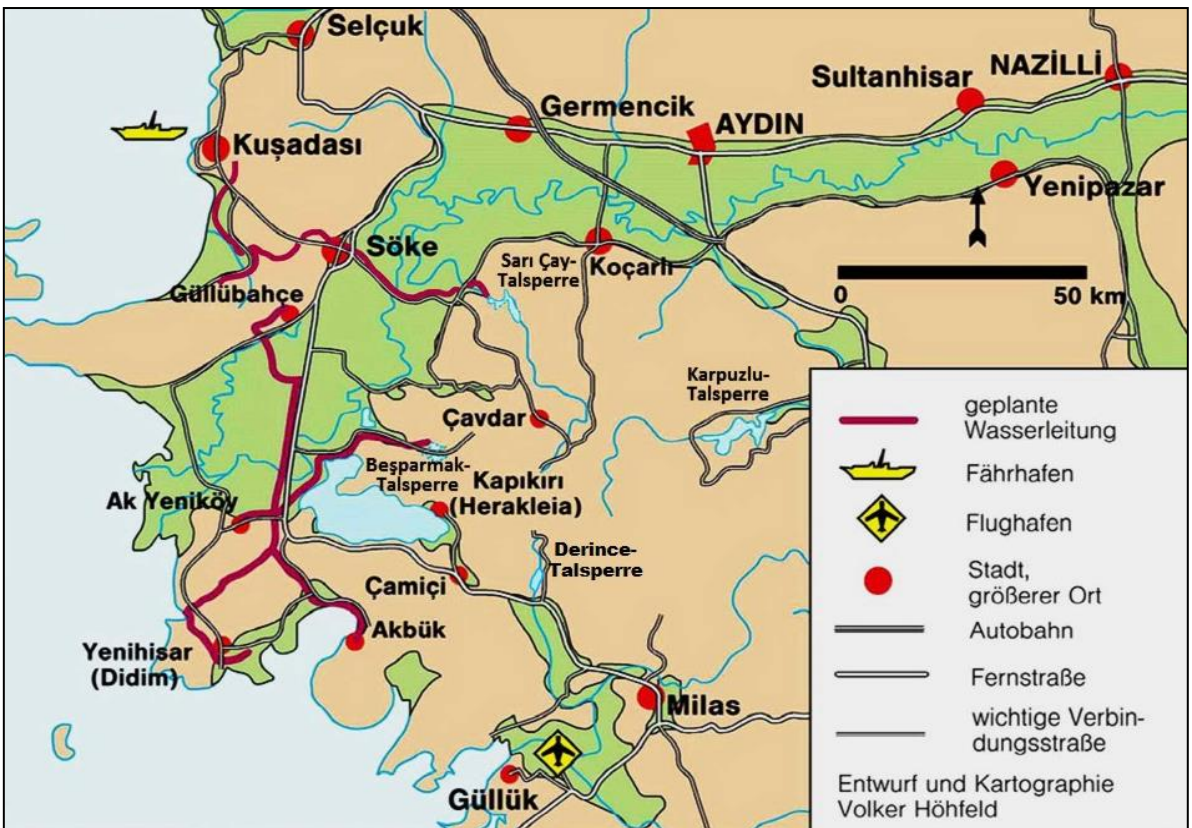 Selçuk
NAZİLLİ
Sultanhisar
Germencik
AYDIN
Kuşadası
Yenipazar
Söke
Sarı Çay-
Talsperre
Koçarlı
0
50 km
Güllübahçe
Karpuzlu-
Talsperre
Çavdar
Beşparmak-
Talsperre
Kapıkırı
(Herakleia)
Ak Yeniköy
Derince-
Talsperre
Çamiçi
Akbük
Yenihisar
(Didim)
Milas
Güllük
geplante
Wasserleitung
Fährhafen
Flughafen
Stadt,
größerer Ort
Autobahn
Fernstraße
wichtige Verbin-
dungsstraße
Entwurf und Kartographie
Volker Höhfeld